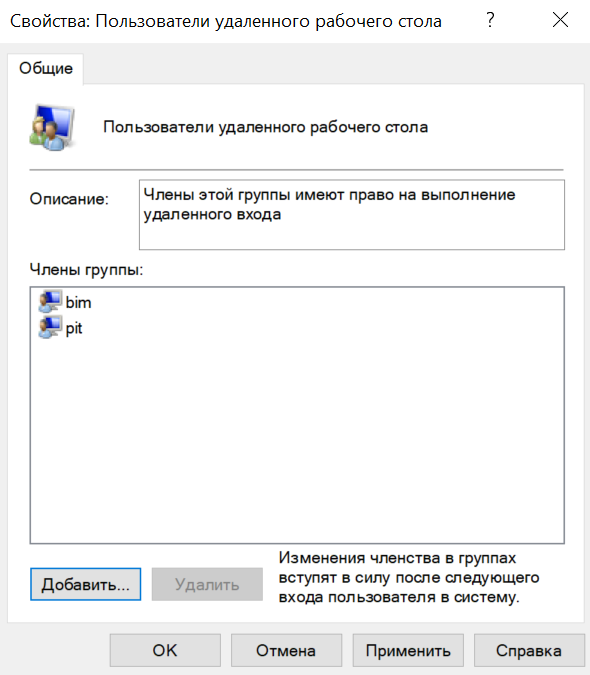 Свойства: Пользователи удаленного рабочего стола ?
Общие
Пользователи удаленного рабочего стола
Описание:
Члены этой группы имеют право на выполнение
удаленного входа
Члены группы:
bim
pit
Добавить...
Удалить
Изменения членства в группах
вступят в силу после следующего
входа пользователя в систему.
OK
Отмена
Применить
Справка